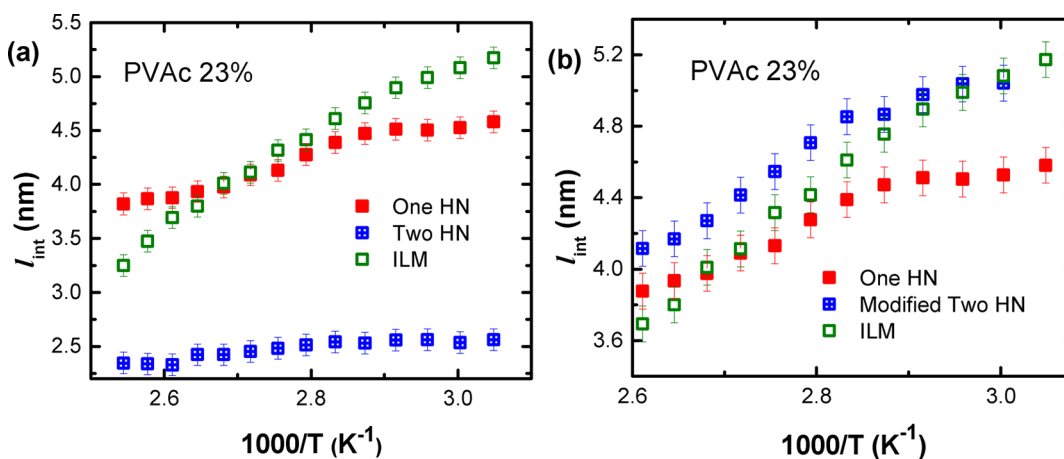 (a)
PVAc 23%
5.5
5.0
4.5
4.0
3.5
3.0
2.5
l_int (nm)
One HN
Two HN
ILM
2.6 2.8 3.0
1000/T (K⁻¹)
(b)
PVAc 23%
5.2
4.8
4.4
4.0
3.6
l_int (nm)
One HN
Modified Two HN
ILM
2.6 2.8 3.0
1000/T (K⁻¹)